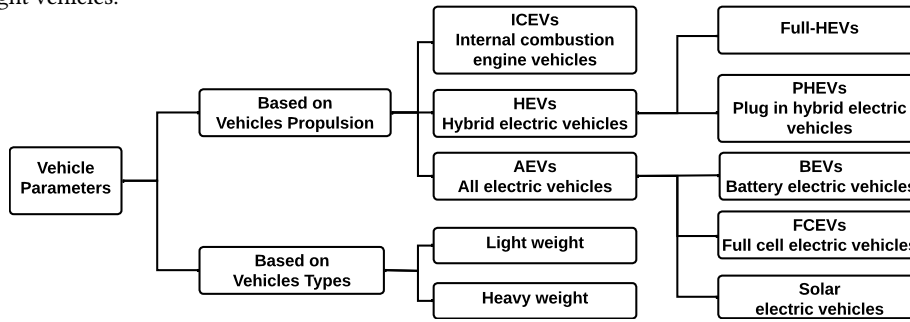 ght vehicles.
ICEVs
Internal combustion
engine vehicles
Full-HEVs
Based on
Vehicles Propulsion
HEVs
Hybrid electric vehicles
PHEVs
Plug in hybrid electric
vehicles
Vehicle
Parameters
AEVs
All electric vehicles
BEVs
Battery electric vehicles
FCEVs
Full cell electric vehicles
Based on
Vehicles Types
Light weight
Heavy weight
Solar
electric vehicles